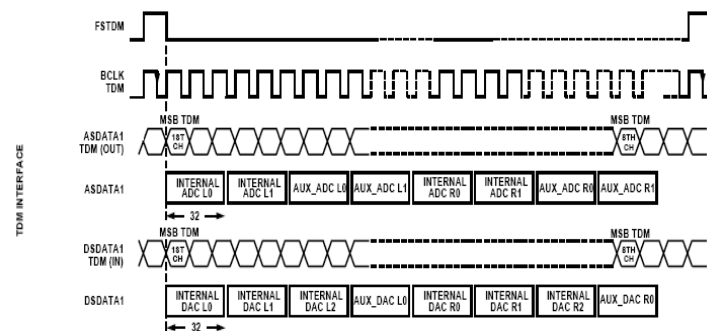 FSTDM
BCLK
TDM
MSB TDM MSB TDM
ASDATA1
TDM (OUT)
1ST
CH
8TH
CH
ASDATA1
INTERNAL
ADC L0
INTERNAL
ADC L1
AUX_ADC L0
AUX_ADC L1
INTERNAL
ADC R0
INTERNAL
ADC R1
AUX_ADC R0
AUX_ADC R1
32
TDM INTERFACE
MSB TDM MSB TDM
DSDATA1
TDM (IN)
1ST
CH
8TH
CH
DSDATA1
INTERNAL
DAC L0
INTERNAL
DAC L1
INTERNAL
DAC L2
AUX_DAC L0
INTERNAL
DAC R0
INTERNAL
DAC R1
INTERNAL
DAC R2
AUX_DAC R0
32